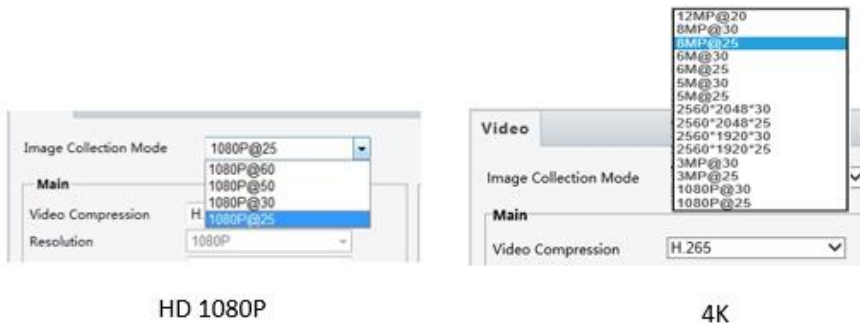 Image Collection Mode
1080P@25
1080P@60
1080P@50
1080P@30
1080P@25
Main
Video Compression
H.
Resolution
1080P
HD 1080P
12MP@20
8MP@30
8MP@25
6M@30
6M@25
5M@30
5M@25
2560*2048*30
2560*2048*25
2560*1920*30
2560*1920*25
3MP@30
3MP@25
1080P@30
1080P@25
Video
Image Collection Mode
Main
Video Compression
H.265
4K